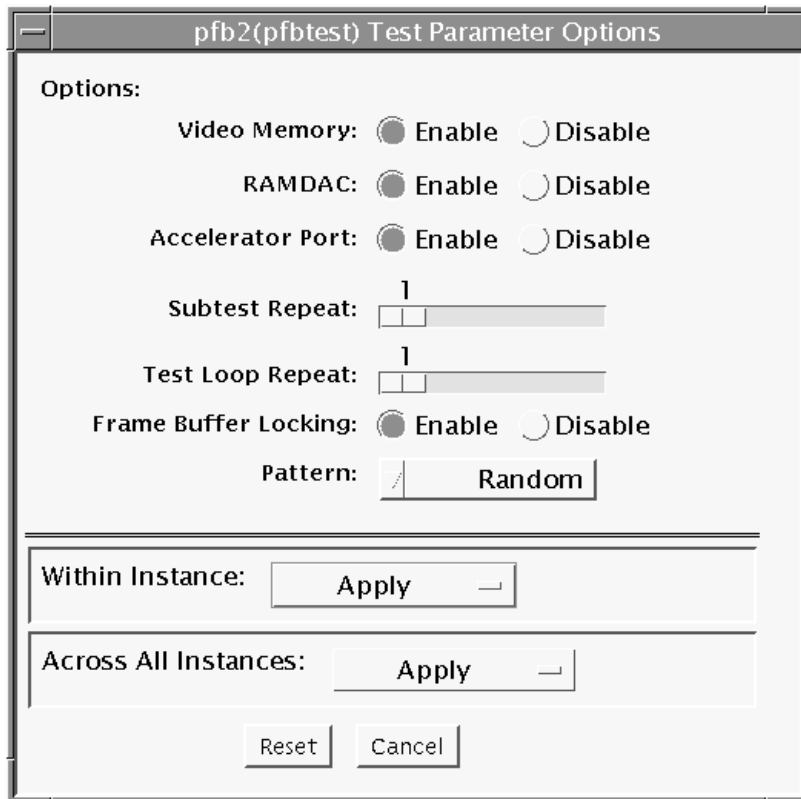 pfb2(pfbtest) Test Parameter Options
Options:
Video Memory: Enable Disable
RAMDAC: Enable Disable
Accelerator Port: Enable Disable
1
Subtest Repeat:
1
Test Loop Repeat:
Frame Buffer Locking: Enable Disable
Pattern: Random
Within Instance: Apply
Across All Instances: Apply
Reset Cancel